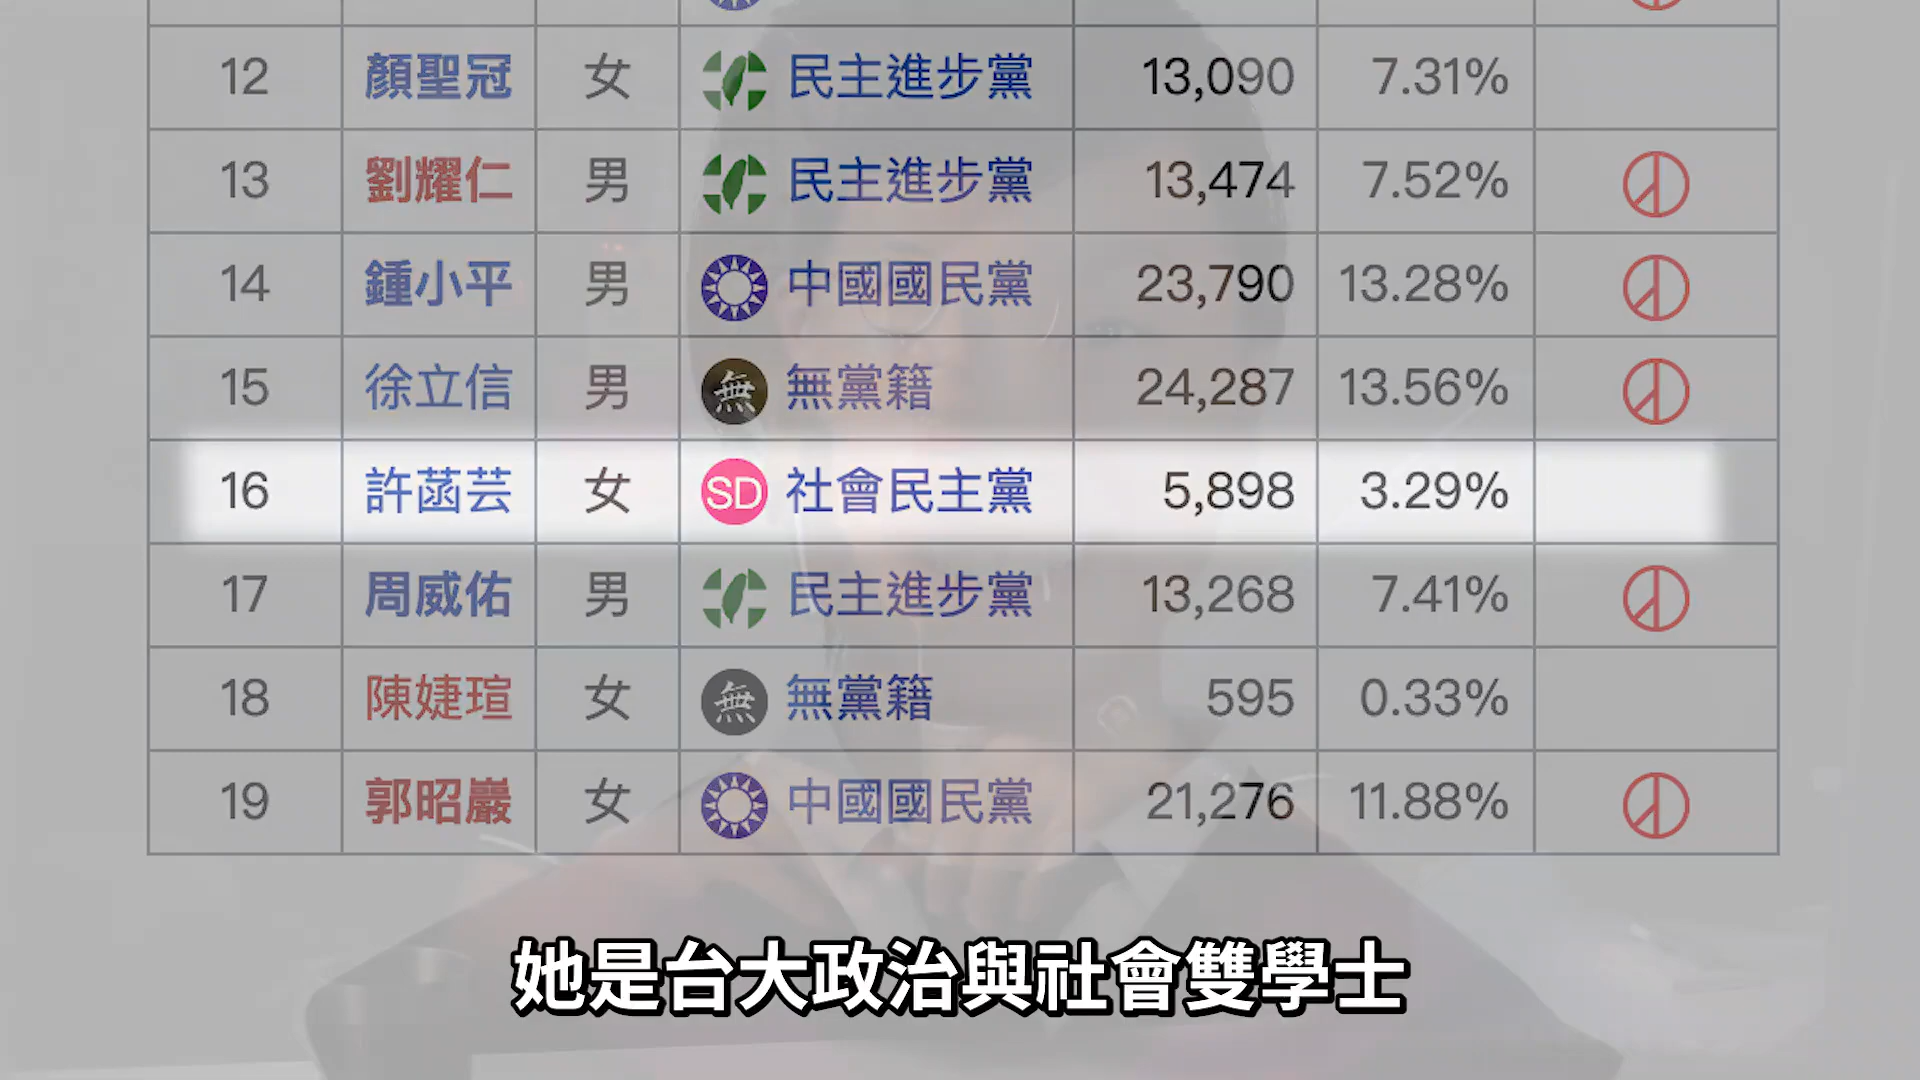 12 顏聖冠 女 民主進步黨 13,090 7.31%
13 劉耀仁 男 民主進步黨 13,474 7.52%
14 鍾小平 男 中國國民黨 23,790 13.28%
15 徐立信 男 無 無黨籍 24,287 13.56%
16 許菡芸 女 SD 社會民主黨 5,898 3.29%
17 周威佑 男 民主進步黨 13,268 7.41%
18 陳婕瑄 女 無 無黨籍 595 0.33%
19 郭昭巖 女 中國國民黨 21,276 11.88%
她是台大政治與社會雙學士